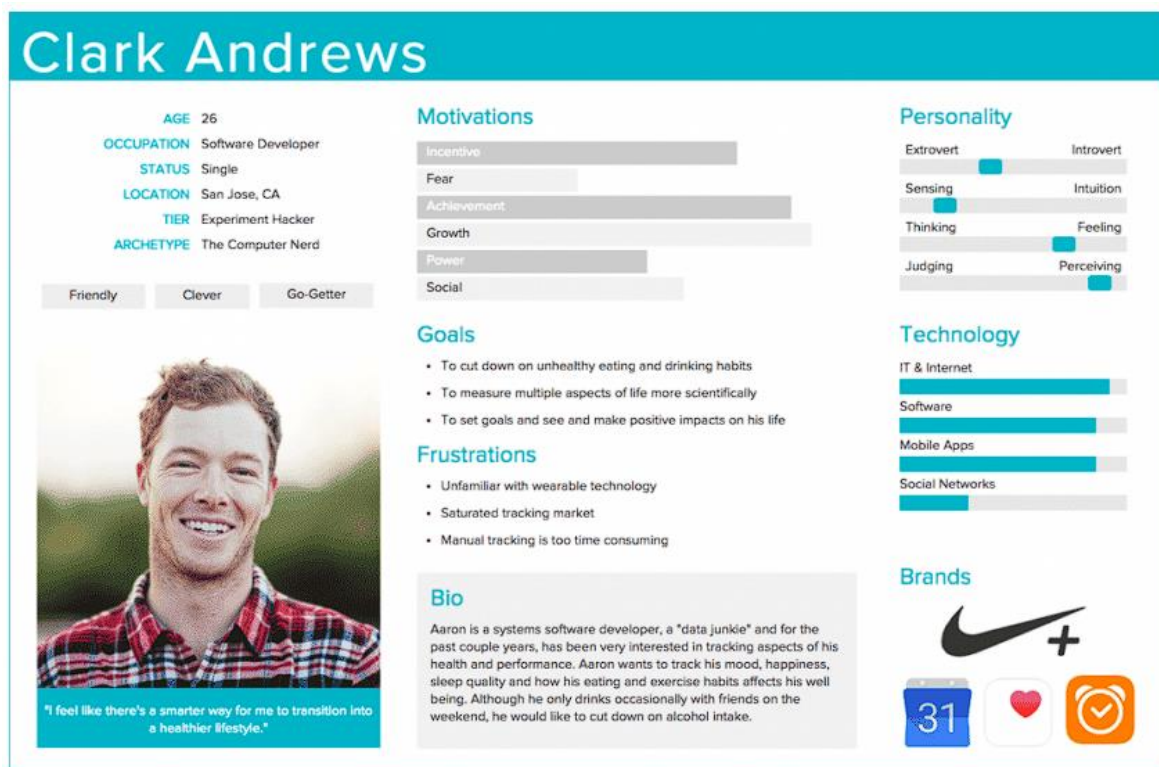 Clark Andrews
AGE 26
OCCUPATION Software Developer
STATUS Single
LOCATION San Jose, CA
TIER Experiment Hacker
ARCHETYPE The Computer Nerd
Friendly Clever Go-Getter
"I feel like there's a smarter way for me to transition into
a healthier lifestyle."
Motivations
Incentive
Fear
Achievement
Growth
Power
Social
Goals
• To cut down on unhealthy eating and drinking habits
• To measure multiple aspects of life more scientifically
• To set goals and see and make positive impacts on his life
Frustrations
• Unfamiliar with wearable technology
• Saturated tracking market
• Manual tracking is too time consuming
Bio
Aaron is a systems software developer, a "data junkie" and for the
past couple years, has been very interested in tracking aspects of his
health and performance. Aaron wants to track his mood, happiness,
sleep quality and how his eating and exercise habits affects his well
being. Although he only drinks occasionally with friends on the
weekend, he would like to cut down on alcohol intake.
Personality
Extrovert Introvert
Sensing Intuition
Thinking Feeling
Judging Perceiving
Technology
IT & Internet
Software
Mobile Apps
Social Networks
Brands
+
31